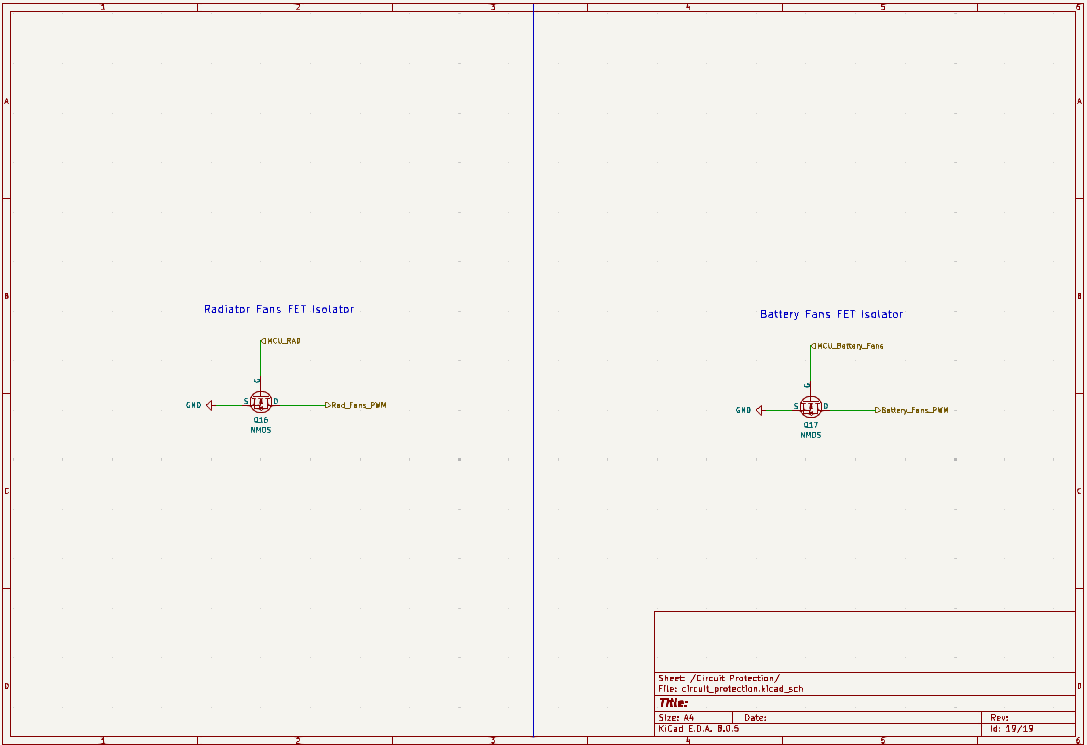 1 2 3 4 5 6
A A
Radiator Fans FET Isolator
Battery Fans FET Isolator
B B
MCU_RAD
G
GND S D Rad_Fans_PWM
Q16
NMOS
MCU_Battery_Fans
G
GND S D Battery_Fans_PWM
Q17
NMOS
C C
D D
Sheet: /Circuit Protection/
File: circuit_protection.kicad_sch
Title:
Size: A4 Date: Rev:
KiCad E.D.A. 8.0.5 Id: 19/19
1 2 3 4 5 6